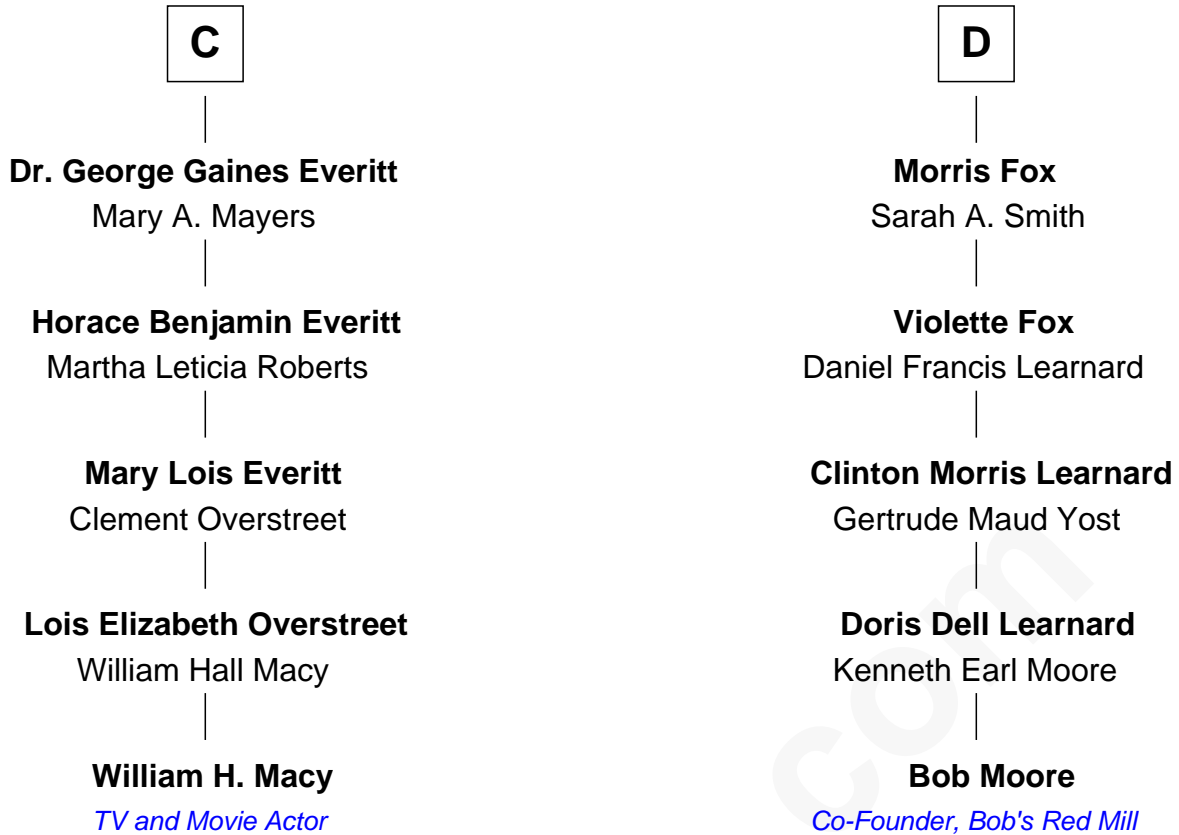 C
D
Dr. George Gaines Everitt
Mary A. Mayers
Morris Fox
Sarah A. Smith
Horace Benjamin Everitt
Martha Leticia Roberts
Violette Fox
Daniel Francis Learnard
Mary Lois Everitt
Clement Overstreet
Clinton Morris Learnard
Gertrude Maud Yost
Lois Elizabeth Overstreet
William Hall Macy
Doris Dell Learnard
Kenneth Earl Moore
William H. Macy
TV and Movie Actor
Bob Moore
Co-Founder, Bob's Red Mill
com